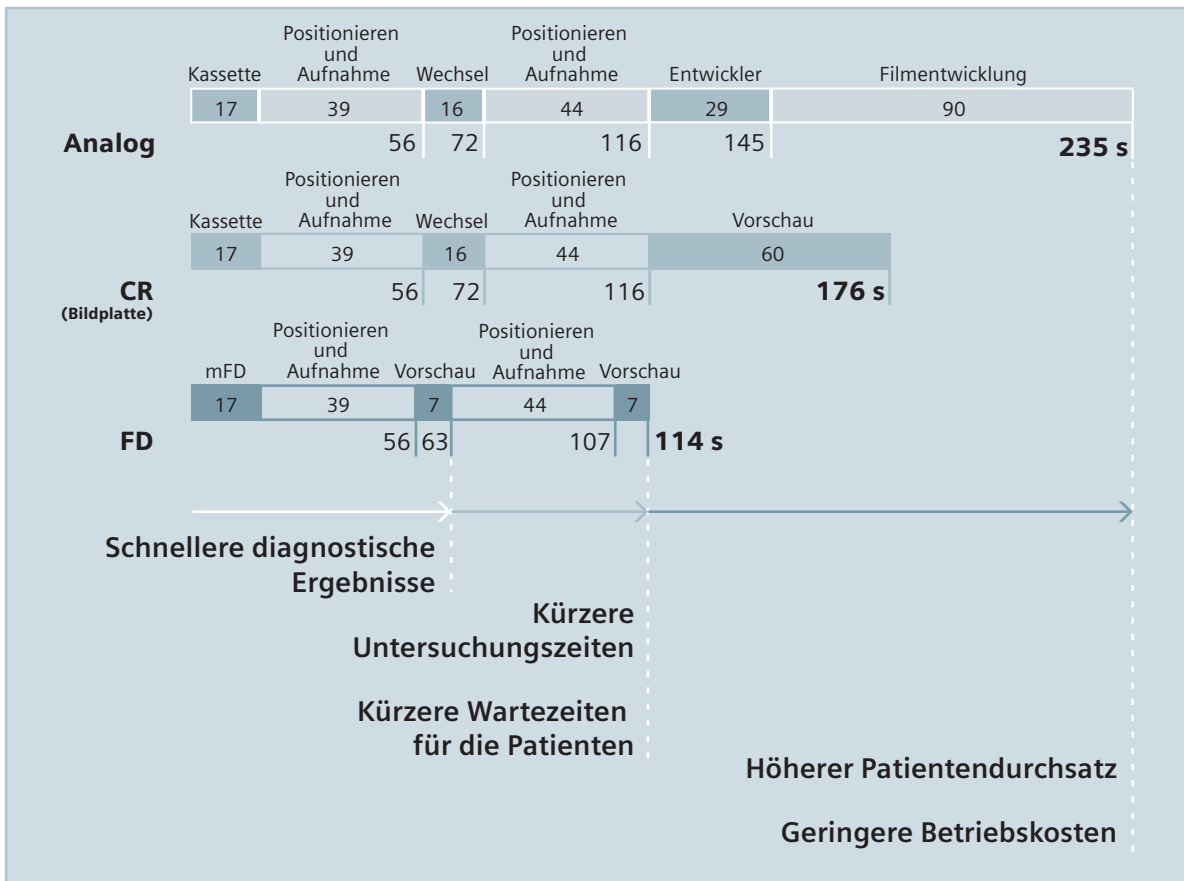 Positionieren
und
Kassette Aufnahme Wechsel
Positionieren
und
Aufnahme Entwickler Filmentwicklung
17 39 16 44 29 90
Analog 56 72 116 145 235 s
Positionieren
und
Kassette Aufnahme Wechsel
Positionieren
und
Aufnahme Vorschau
17 39 16 44 60
CR 56 72 116 176 s
(Bildplatte)
Positionieren
und
mFD Aufnahme Vorschau
Positionieren
und
Aufnahme Vorschau
17 39 7 44 7
FD 56 63 107 114 s
Schnellere diagnostische
Ergebnisse
Kürzere
Untersuchungszeiten
Kürzere Wartezeiten
für die Patienten
Höherer Patientendurchsatz
Geringere Betriebskosten